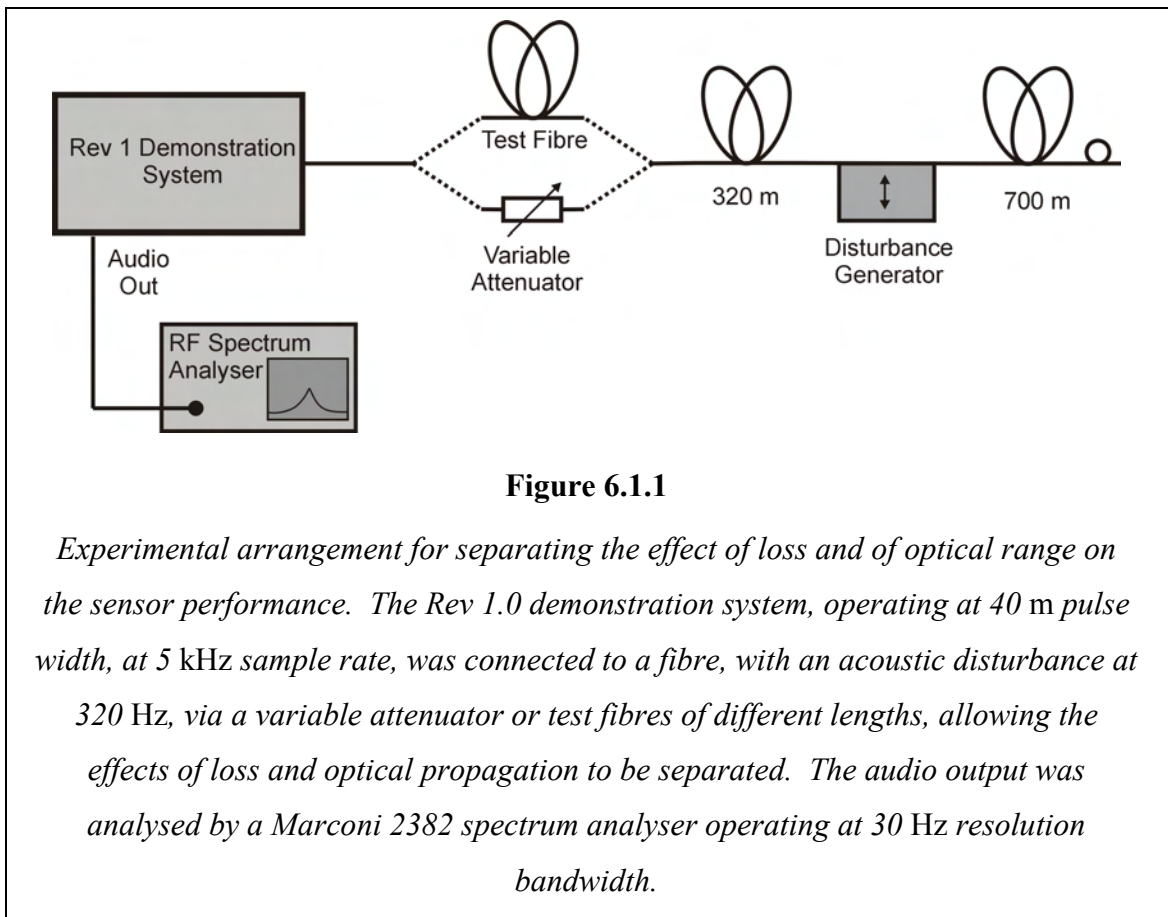 Rev 1 Demonstration
System
Test Fibre
Variable
Attenuator
320 m
Disturbance
Generator
700 m
Audio
Out
RF Spectrum
Analyser
Figure 6.1.1
Experimental arrangement for separating the effect of loss and of optical range on
the sensor performance. The Rev 1.0 demonstration system, operating at 40 m pulse
width, at 5 kHz sample rate, was connected to a fibre, with an acoustic disturbance at
320 Hz, via a variable attenuator or test fibres of different lengths, allowing the
effects of loss and optical propagation to be separated. The audio output was
analysed by a Marconi 2382 spectrum analyser operating at 30 Hz resolution
bandwidth.